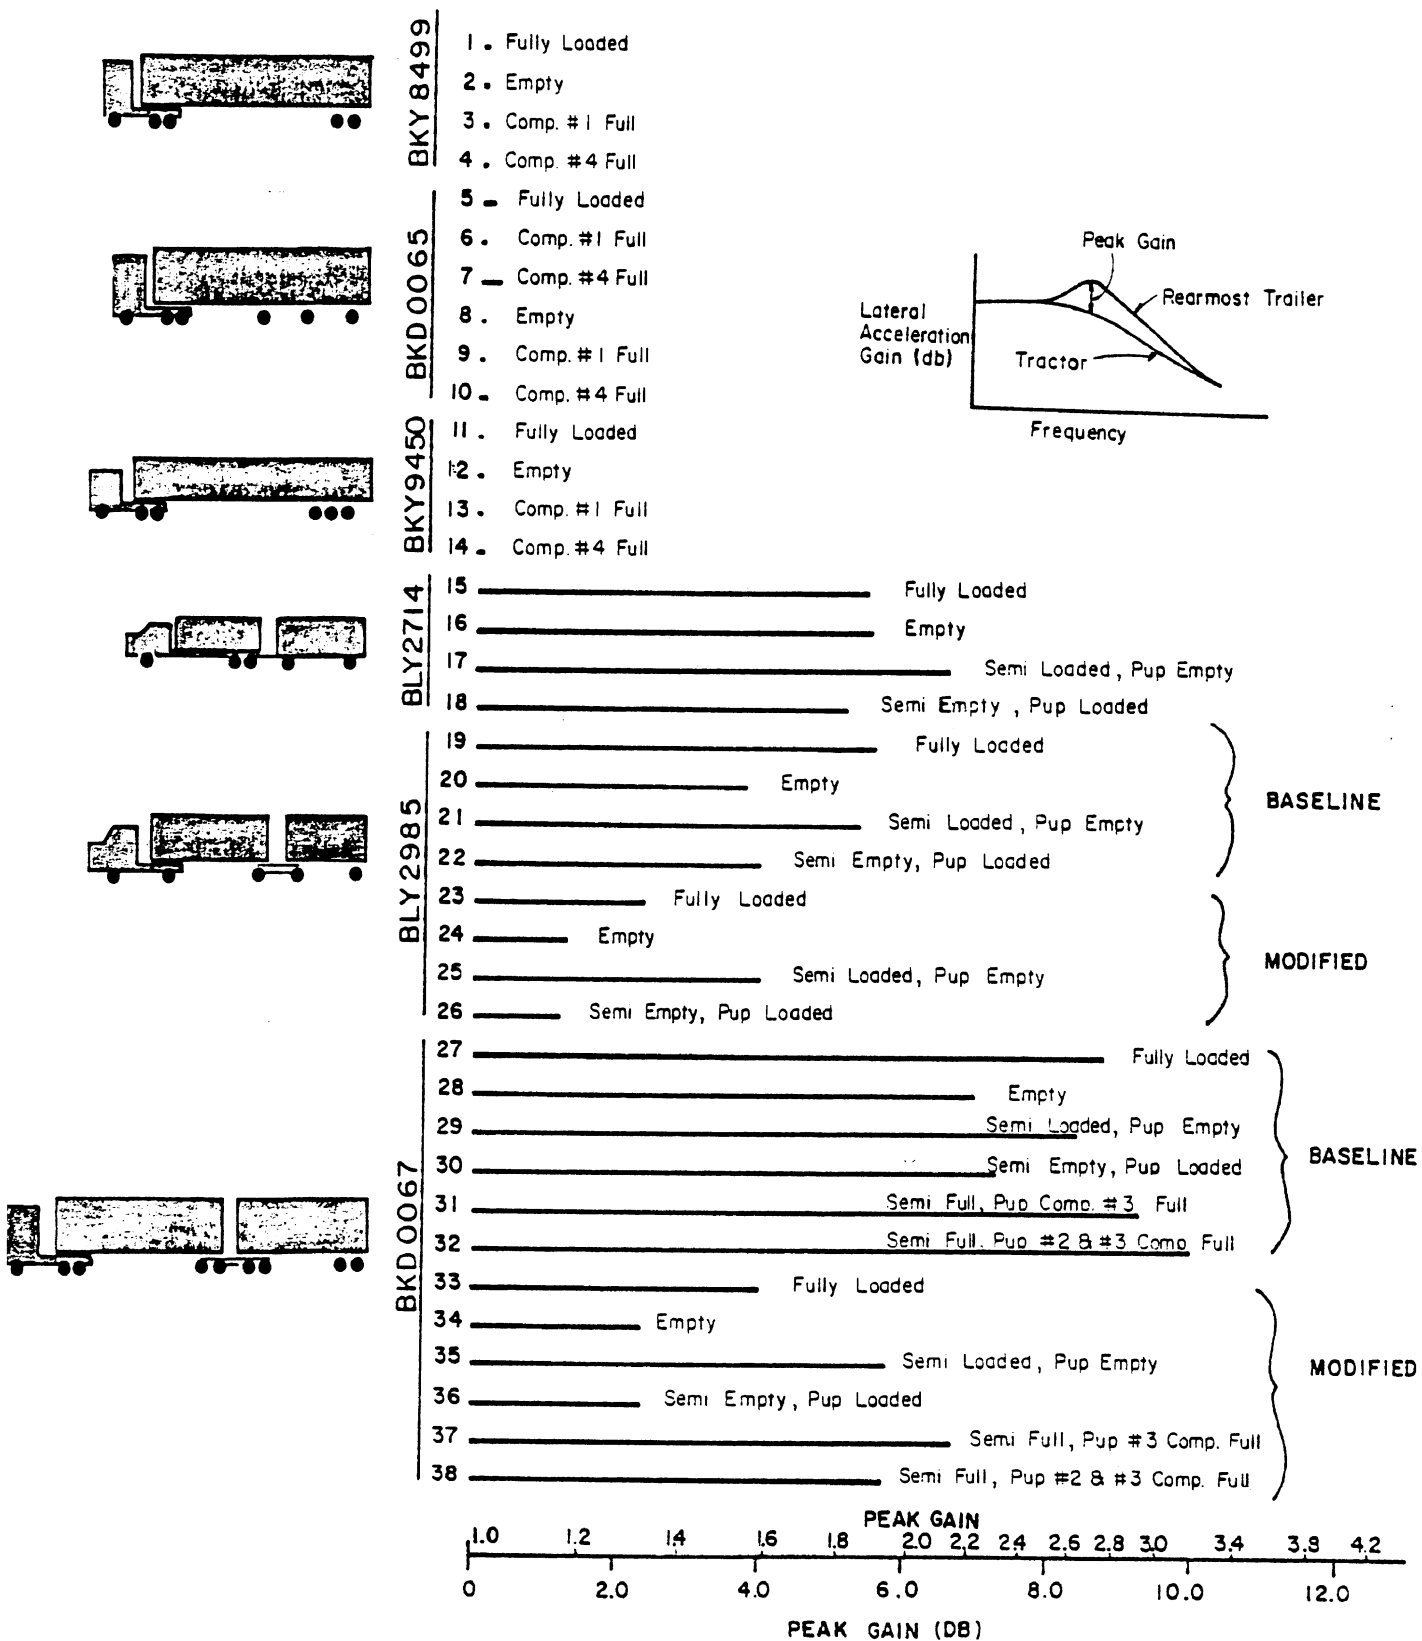 BKY 8499
1. Fully Loaded
2. Empty
3. Comp. #1 Full
4. Comp. #4 Full
BKD0065
5 Fully Loaded
6. Comp. #1 Full
7 Comp. #4 Full
8. Empty
9. Comp. #1 Full
10 Comp. #4 Full
Peak Gain
Rearmost Trailer
Lateral
Acceleration
Gain (db)
Tractor
Frequency
BKY9450
11. Fully Loaded
12. Empty
13. Comp. #1 Full
14 Comp. #4 Full
BLY2714
15 Fully Loaded
16 Empty
17 Semi Loaded, Pup Empty
18 Semi Empty, Pup Loaded
BLY2985
19 Fully Loaded
20 Empty
21 Semi Loaded, Pup Empty
22 Semi Empty, Pup Loaded
BASELINE
23 Fully Loaded
24 Empty
25 Semi Loaded, Pup Empty
26 Semi Empty, Pup Loaded
MODIFIED
BKD0067
27 Fully Loaded
28 Empty
29 Semi Loaded, Pup Empty
30 Semi Empty, Pup Loaded
31 Semi Full, Pup Comp. #3 Full
32 Semi Full. Pup #2 & #3 Comp Full
BASELINE
33 Fully Loaded
34 Empty
35 Semi Loaded, Pup Empty
36 Semi Empty, Pup Loaded
37 Semi Full, Pup #3 Comp. Full
38 Semi Full, Pup #2 & #3 Comp. Full
MODIFIED
PEAK GAIN
1.0 1.2 1.4 1.6 1.8 2.0 2.2 2.4 2.6 2.8 3.0 3.4 3.8 4.2
0 2.0 4.0 6.0 8.0 10.0 12.0
PEAK GAIN (DB)